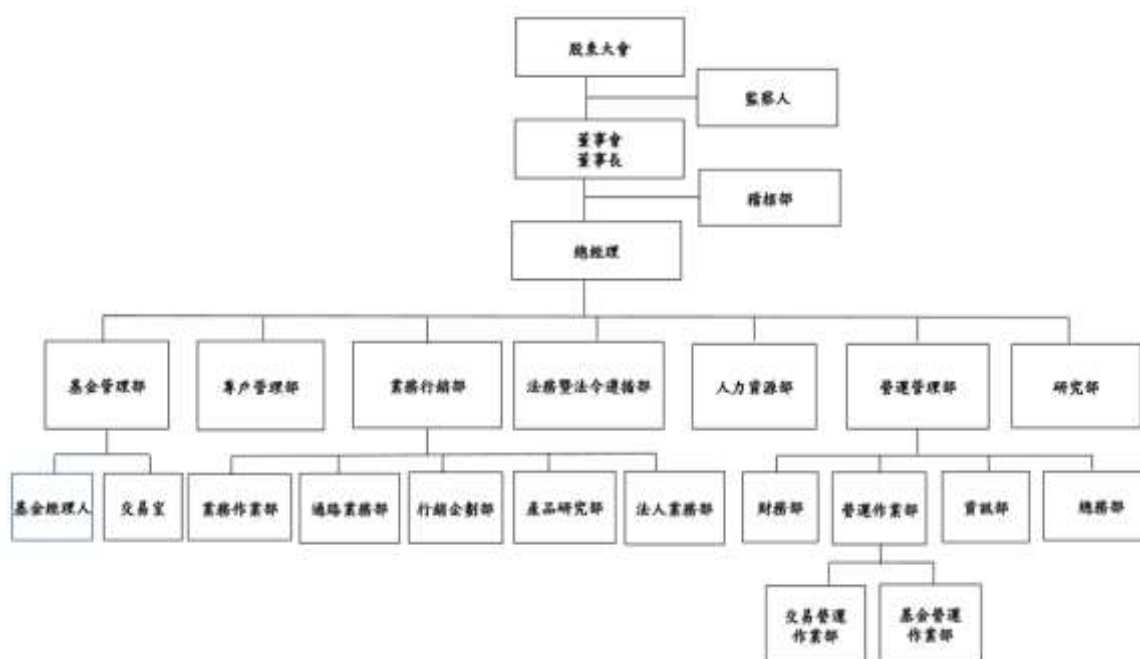 股東大會
監察人
董事會
董事長
稽核部
總經理
基金管理部
專戶管理部
業務行銷部
法務暨法令遵循部
人力資源部
營運管理部
研究部
基金經理人
交易室
業務作業部
通路業務部
行銷企劃部
產品研究部
法人業務部
財務部
營運作業部
資訊部
總務部
交易營運
作業部
基金營運
作業部